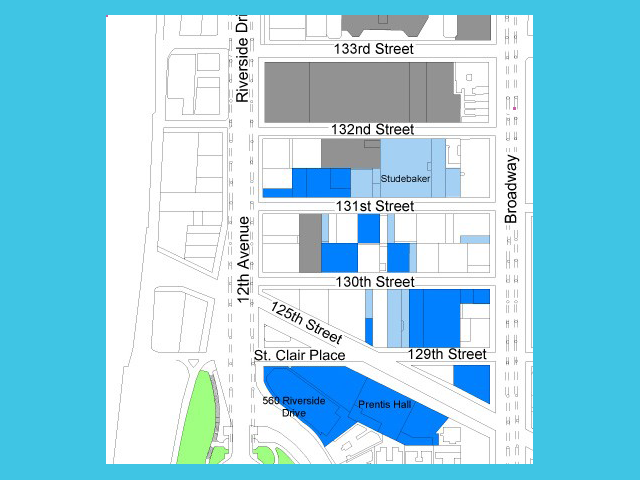 Riverside Dri
133rd Street
132nd Street
Studebaker
Broadway
131st Street
12th Avenue
130th Street
125th Street
St. Clair Place
129th Street
560 Riverside
Drive
Prentis Hall